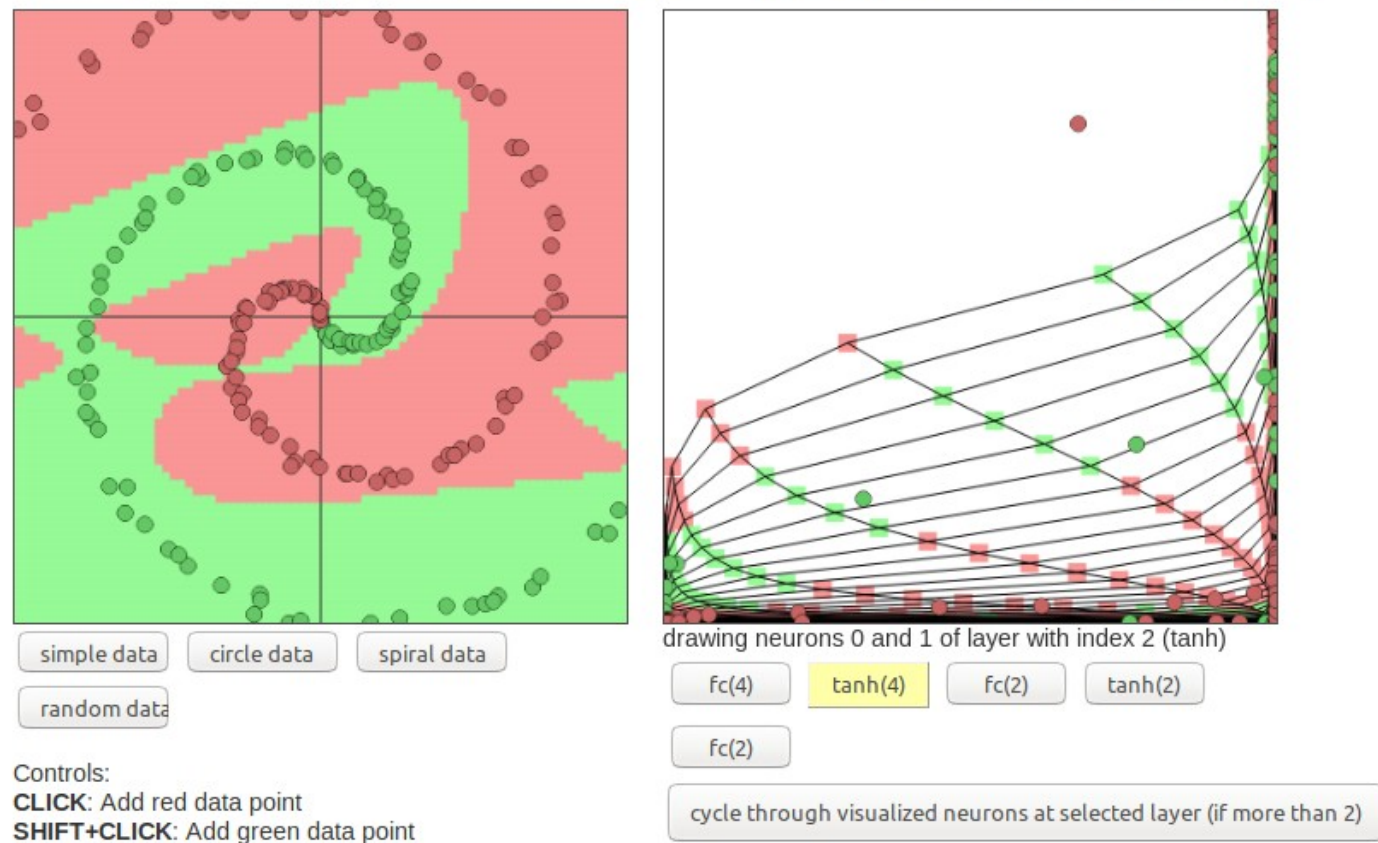 simple data
circle data
spiral data
random data
Controls:
CLICK: Add red data point
SHIFT+CLICK: Add green data point
drawing neurons 0 and 1 of layer with index 2 (tanh)
fc(4)
tanh(4)
fc(2)
tanh(2)
fc(2)
cycle through visualized neurons at selected layer (if more than 2)